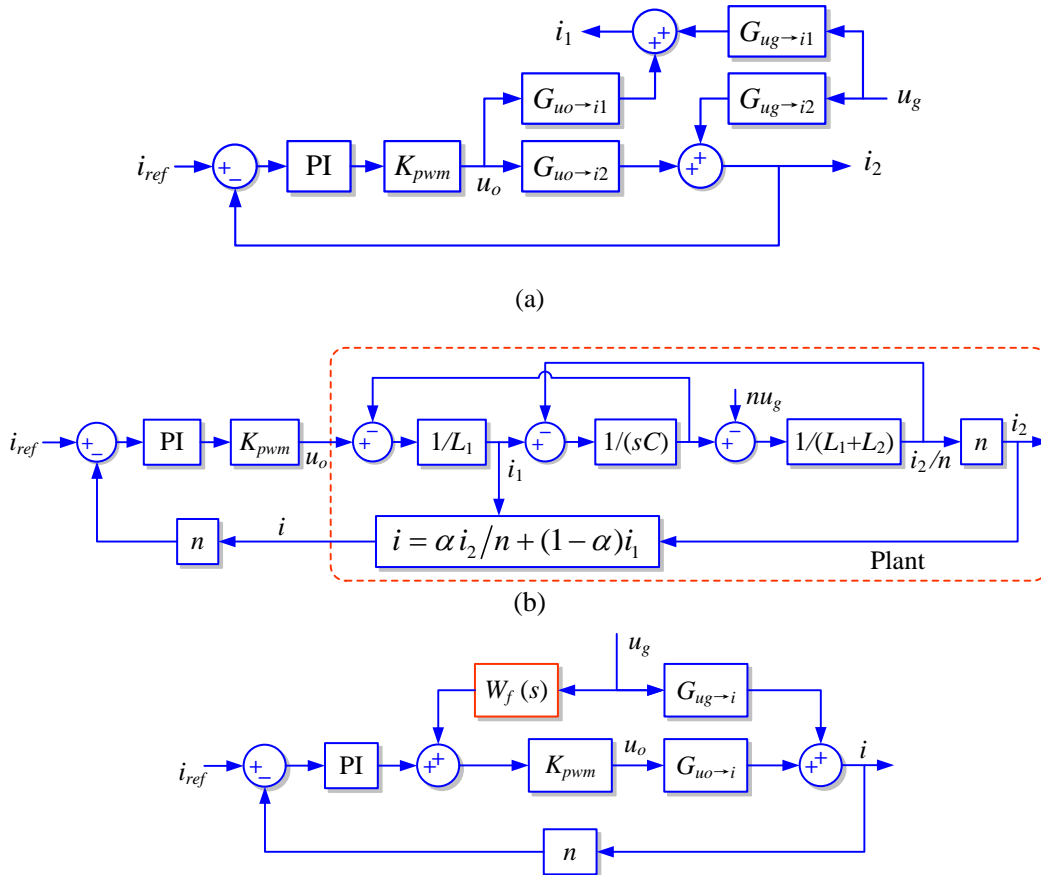 i1 + + Gug→i1
Guo→i1 Gug→i2 ug
iref + − PI Kpwm uo Guo→i2 + + i2
(a)
nug
iref + − PI Kpwm uo + − 1/L1 i1 + − 1/(sC) + − 1/(L1+L2) i2/n n i2
n i i = α i2/n + (1−α)i1
Plant
(b)
ug
Wf (s) Gug→i
iref + − PI + + Kpwm uo Guo→i + + i
n